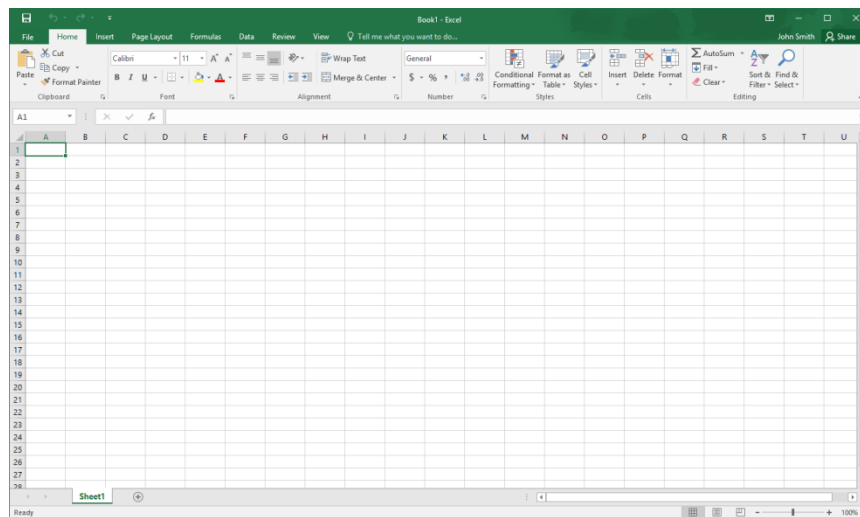 Book1 - Excel
File Home Insert Page Layout Formulas Data Review View Tell me what you want to do... John Smith Share
Cut Calibri 11 A A Wrap Text General AutoSum
Copy Fill
Paste Format Painter B I U A Merge & Center $ % , Conditional Formatting Format as Table Cell Styles Insert Delete Format Clear Sort & Filter Find & Select
Clipboard Font Alignment Number Styles Cells Editing
A1 fx
A B C D E F G H I J K L M N O P Q R S T U
1
2
3
4
5
6
7
8
9
10
11
12
13
14
15
16
17
18
19
20
21
22
23
24
25
26
27
28
Sheet1
Ready 100%